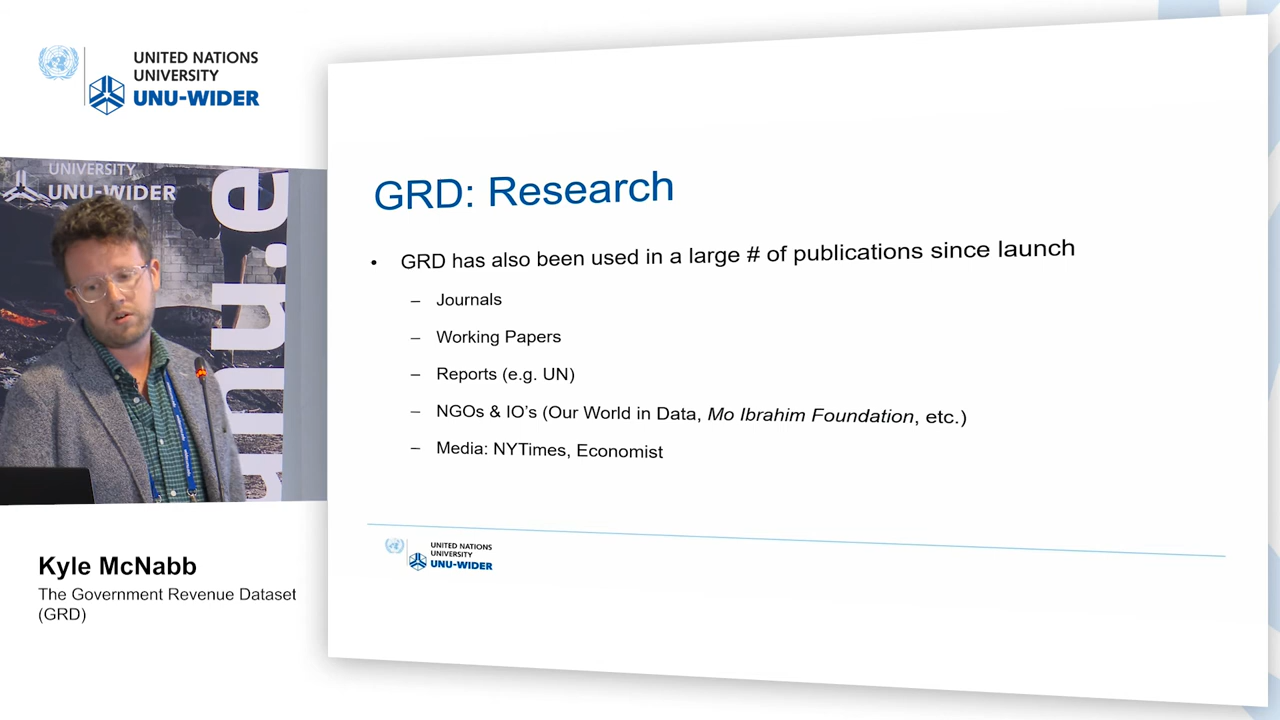 UNITED NATIONS
UNIVERSITY
UNU-WIDER
UNIVERSITY
UNU-WIDER
GRD: Research
• GRD has also been used in a large # of publications since launch
– Journals
– Working Papers
– Reports (e.g. UN)
– NGOs & IO’s (Our World in Data, Mo Ibrahim Foundation, etc.)
– Media: NYTimes, Economist
UNITED NATIONS
UNIVERSITY
UNU-WIDER
Kyle McNabb
The Government Revenue Dataset
(GRD)